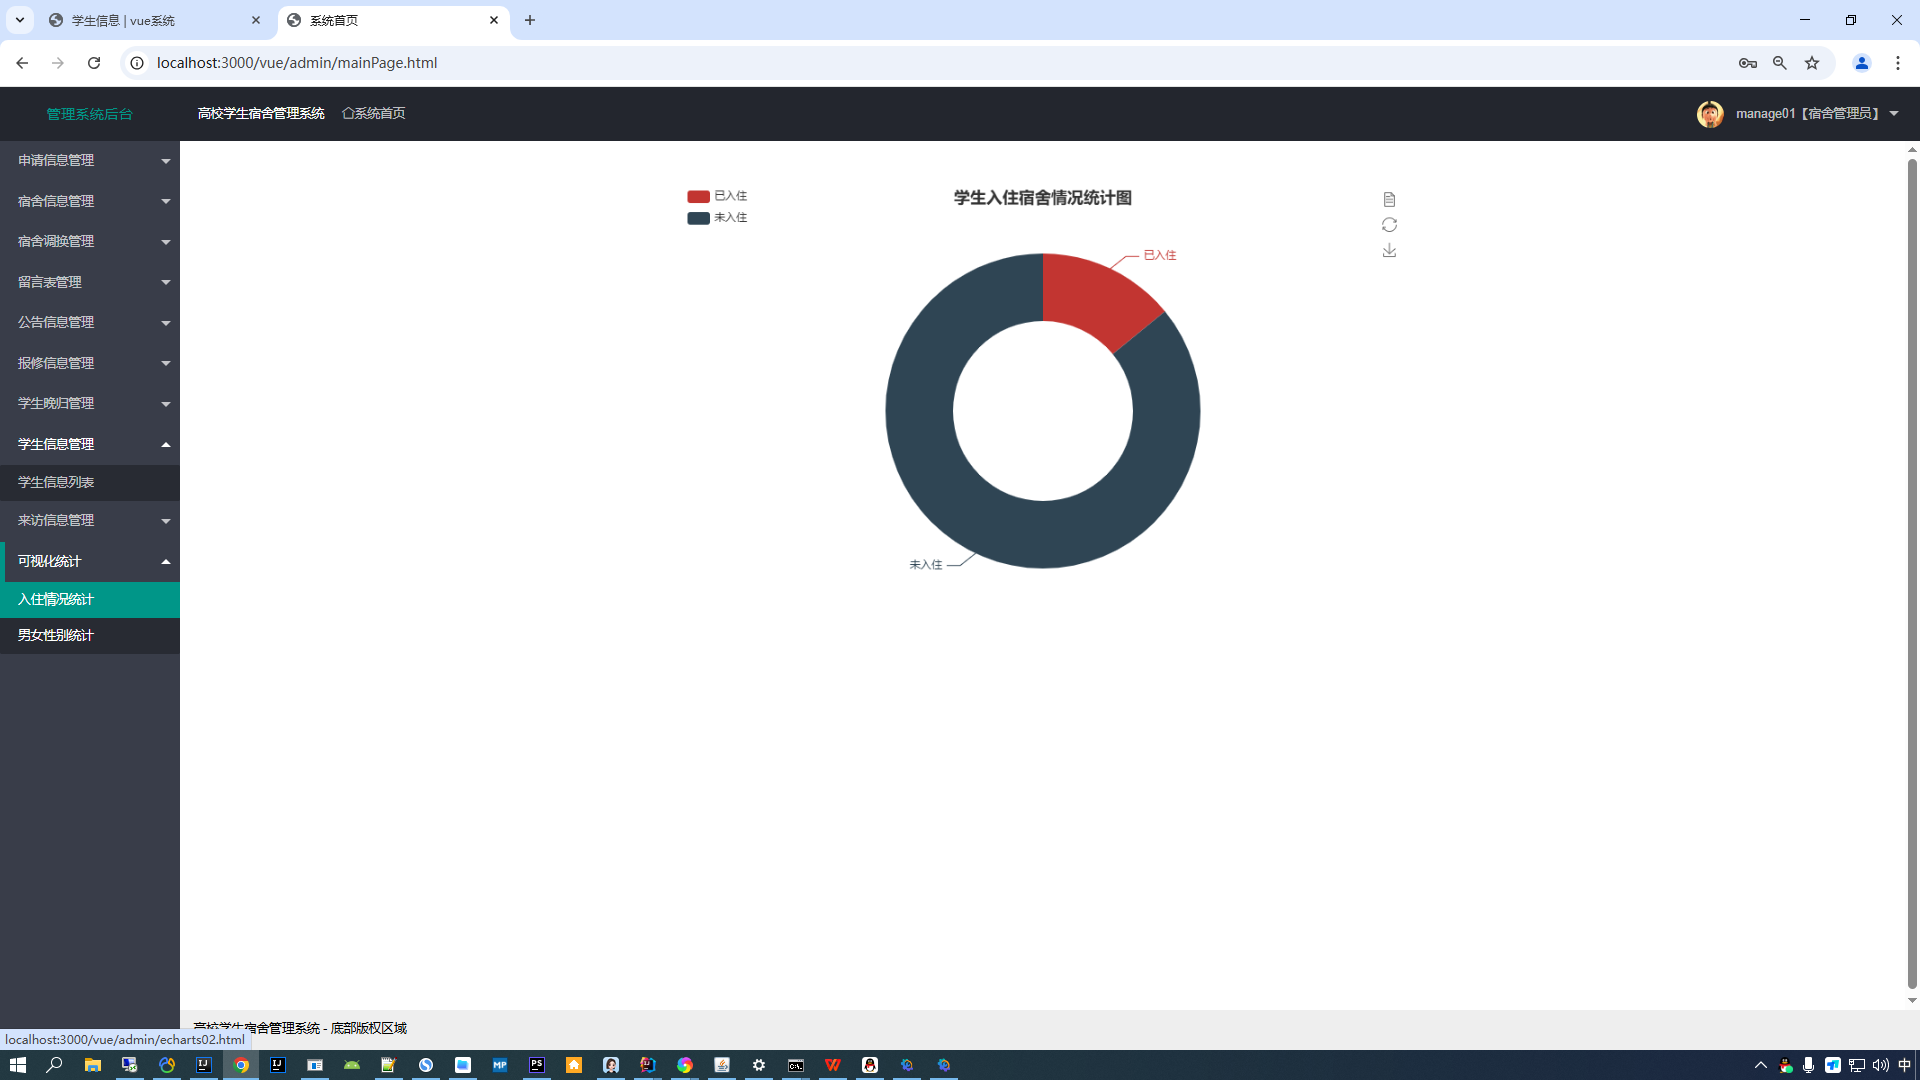 学生信息 | vue系统
系统首页
localhost:3000/vue/admin/mainPage.html
管理系统后台
高校学生宿舍管理系统
系统首页
manage01【宿舍管理员】
申请信息管理
宿舍信息管理
宿舍调换管理
留言表管理
公告信息管理
报修信息管理
学生晚归管理
学生信息管理
学生信息列表
来访信息管理
可视化统计
入住情况统计
男女性别统计
已入住
未入住
学生入住宿舍情况统计图
已入住
未入住
高校学生宿舍管理系统 - 底部版权区域
localhost:3000/vue/admin/echarts02.html
IJ
IJ
MP
PS
中